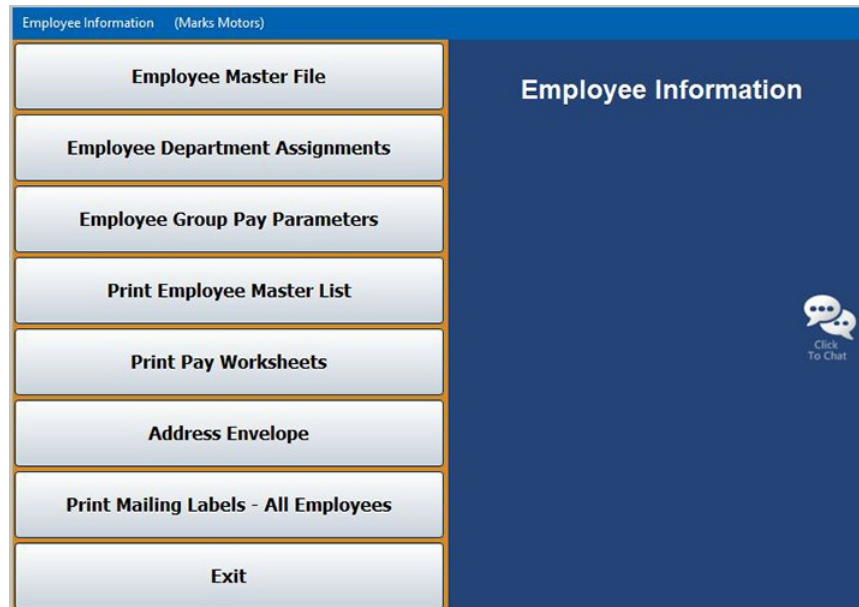 Employee Information (Marks Motors)
Employee Master File
Employee Department Assignments
Employee Group Pay Parameters
Print Employee Master List
Print Pay Worksheets
Address Envelope
Print Mailing Labels - All Employees
Exit
Employee Information
Click
To Chat